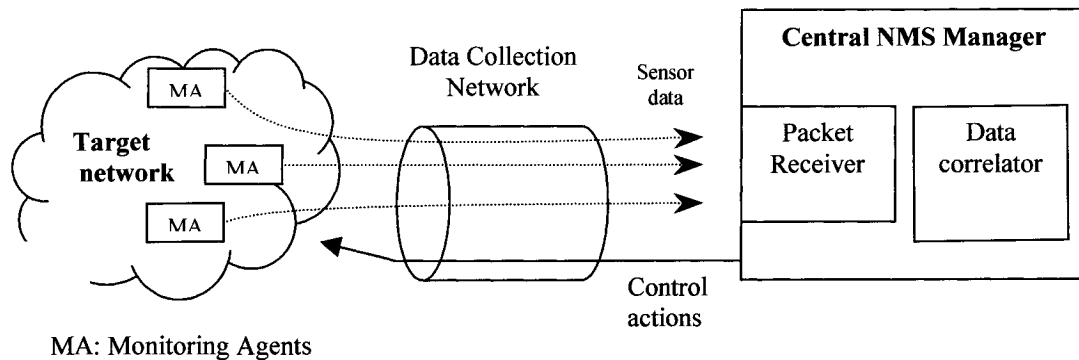 Central NMS Manager
Data Collection
Network
Sensor
data
MA
Target
network
MA
MA
Packet
Receiver
Data
correlator
Control
actions
MA: Monitoring Agents